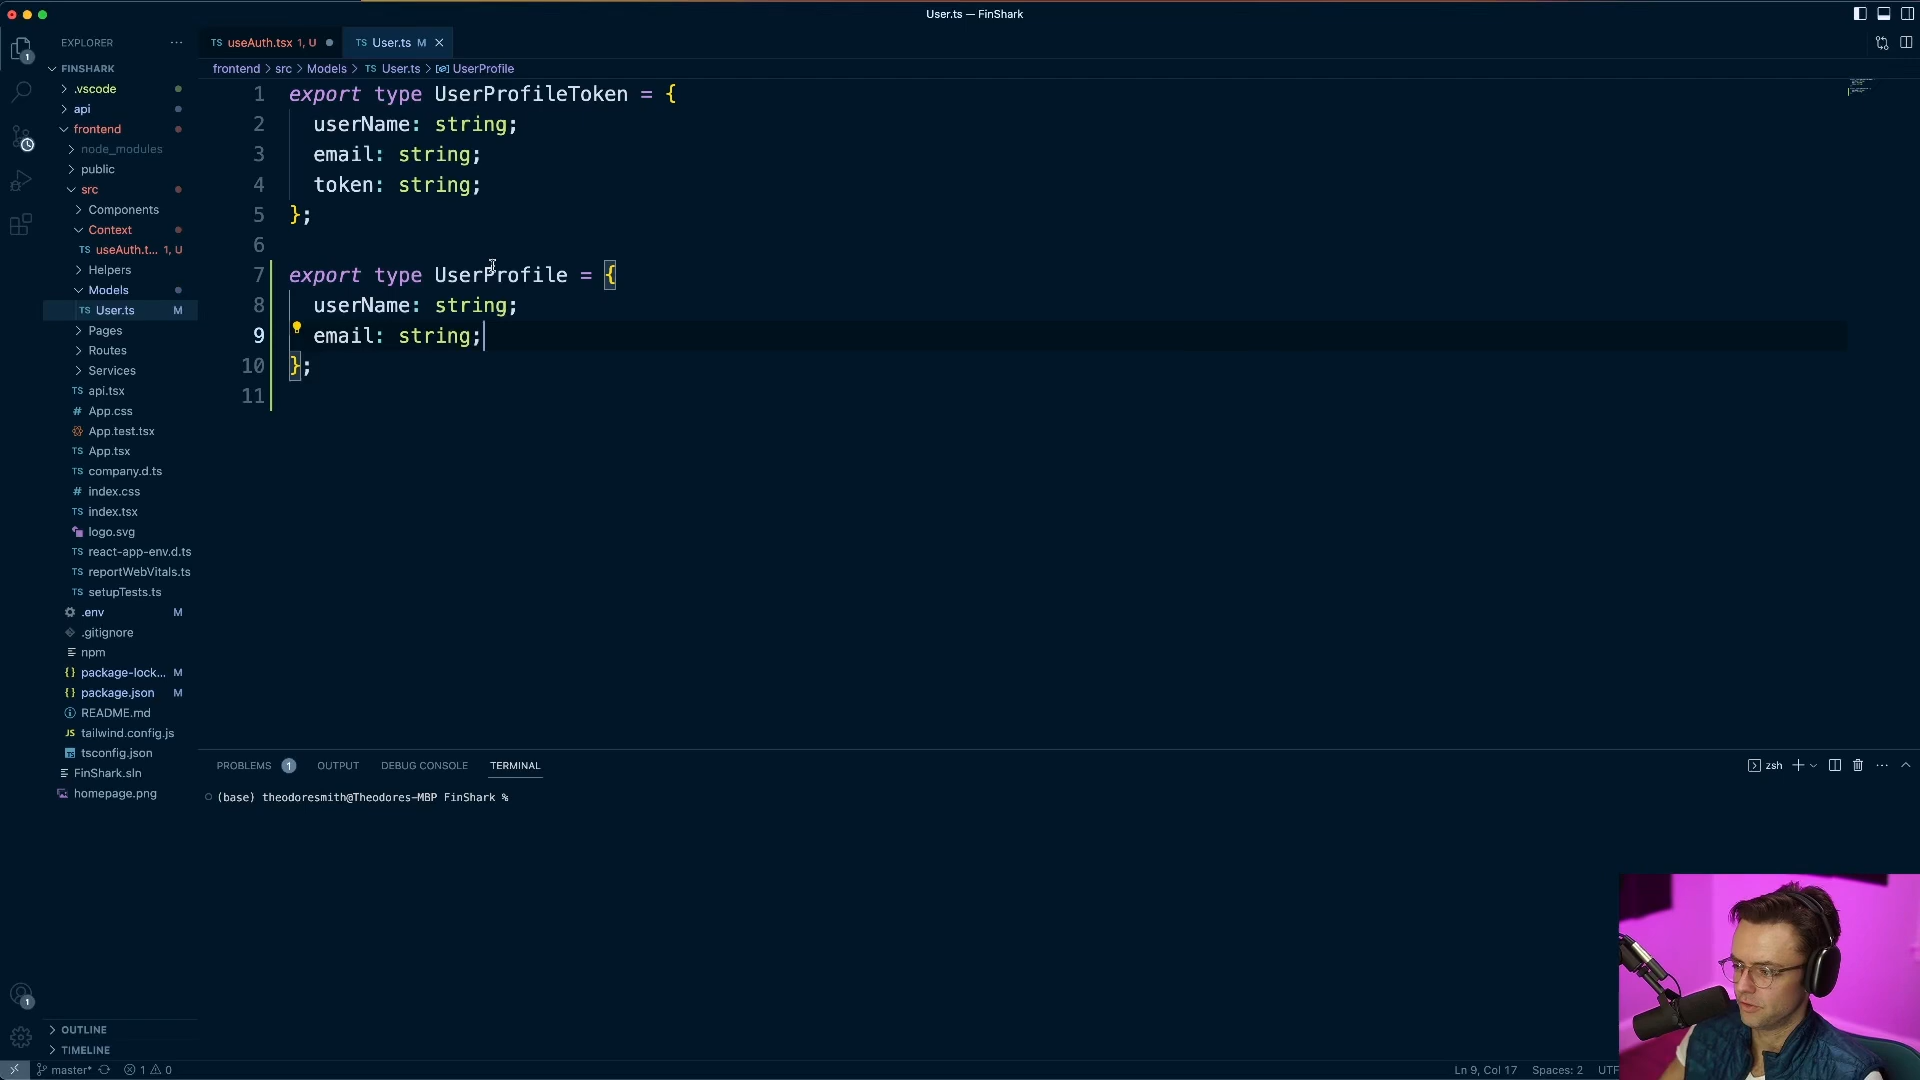 User.ts — FinShark
EXPLORER
TS useAuth.tsx 1, U
TS User.ts M
FINSHARK
frontend > src > Models > TS User.ts > UserProfile
.vscode
api
frontend
node_modules
public
src
Components
Context
TS useAuth.t... 1, U
Helpers
Models
TS User.ts M
Pages
Routes
Services
TS api.tsx
# App.css
App.test.tsx
TS App.tsx
TS company.d.ts
# index.css
TS index.tsx
logo.svg
TS react-app-env.d.ts
TS reportWebVitals.ts
TS setupTests.ts
.env M
.gitignore
npm
{} package-lock... M
{} package.json M
README.md
JS tailwind.config.js
tsconfig.json
FinShark.sln
homepage.png
1 export type UserProfileToken = {
2 userName: string;
3 email: string;
4 token: string;
5 };
6
7 export type UserProfile = {
8 userName: string;
9 email: string;
10 };
11
PROBLEMS 1 OUTPUT DEBUG CONSOLE TERMINAL
zsh
(base) theodoresmith@Theodores-MBP FinShark %
1
1
OUTLINE
TIMELINE
master* 1 0
Ln 9, Col 17 Spaces: 2 UTF